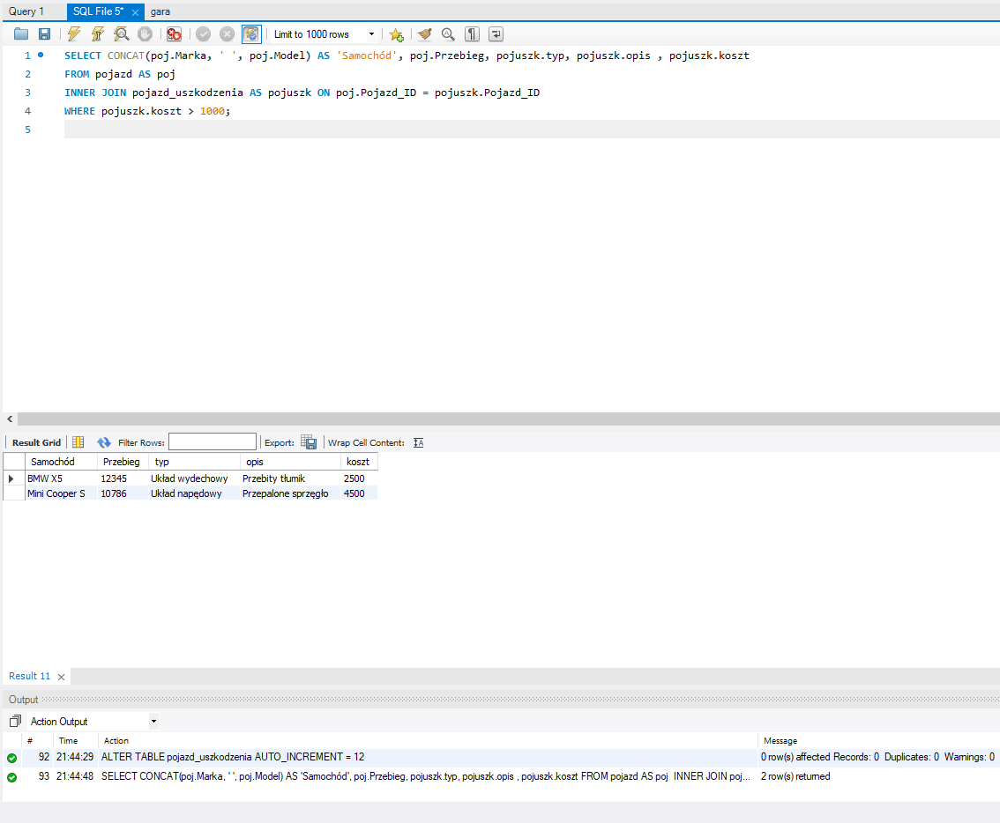 Query 1 SQL File 5* gara
Limit to 1000 rows
1 SELECT CONCAT(poj.Marka, ' ', poj.Model) AS 'Samochód', poj.Przebieg, pojuszk.typ, pojuszk.opis , pojuszk.koszt
2 FROM pojazd AS poj
3 INNER JOIN pojazd_uszkodzenia AS pojuszk ON poj.Pojazd_ID = pojuszk.Pojazd_ID
4 WHERE pojuszk.koszt > 1000;
5
Result Grid Filter Rows: Export: Wrap Cell Content:
Samochód Przebieg typ opis koszt
BMW X5 12345 Układ wydechowy Przebity tłumik 2500
Mini Cooper S 10786 Układ napędowy Przepalone sprzęgło 4500
Result 11
Output
Action Output
# Time Action Message
92 21:44:29 ALTER TABLE pojazd_uszkodzenia AUTO_INCREMENT = 12 0 row(s) affected Records: 0 Duplicates: 0 Warnings: 0
93 21:44:48 SELECT CONCAT(poj.Marka, ' ', poj.Model) AS 'Samochód', poj.Przebieg, pojuszk.typ, pojuszk.opis , pojuszk.koszt FROM pojazd AS poj INNER JOIN poj... 2 row(s) returned